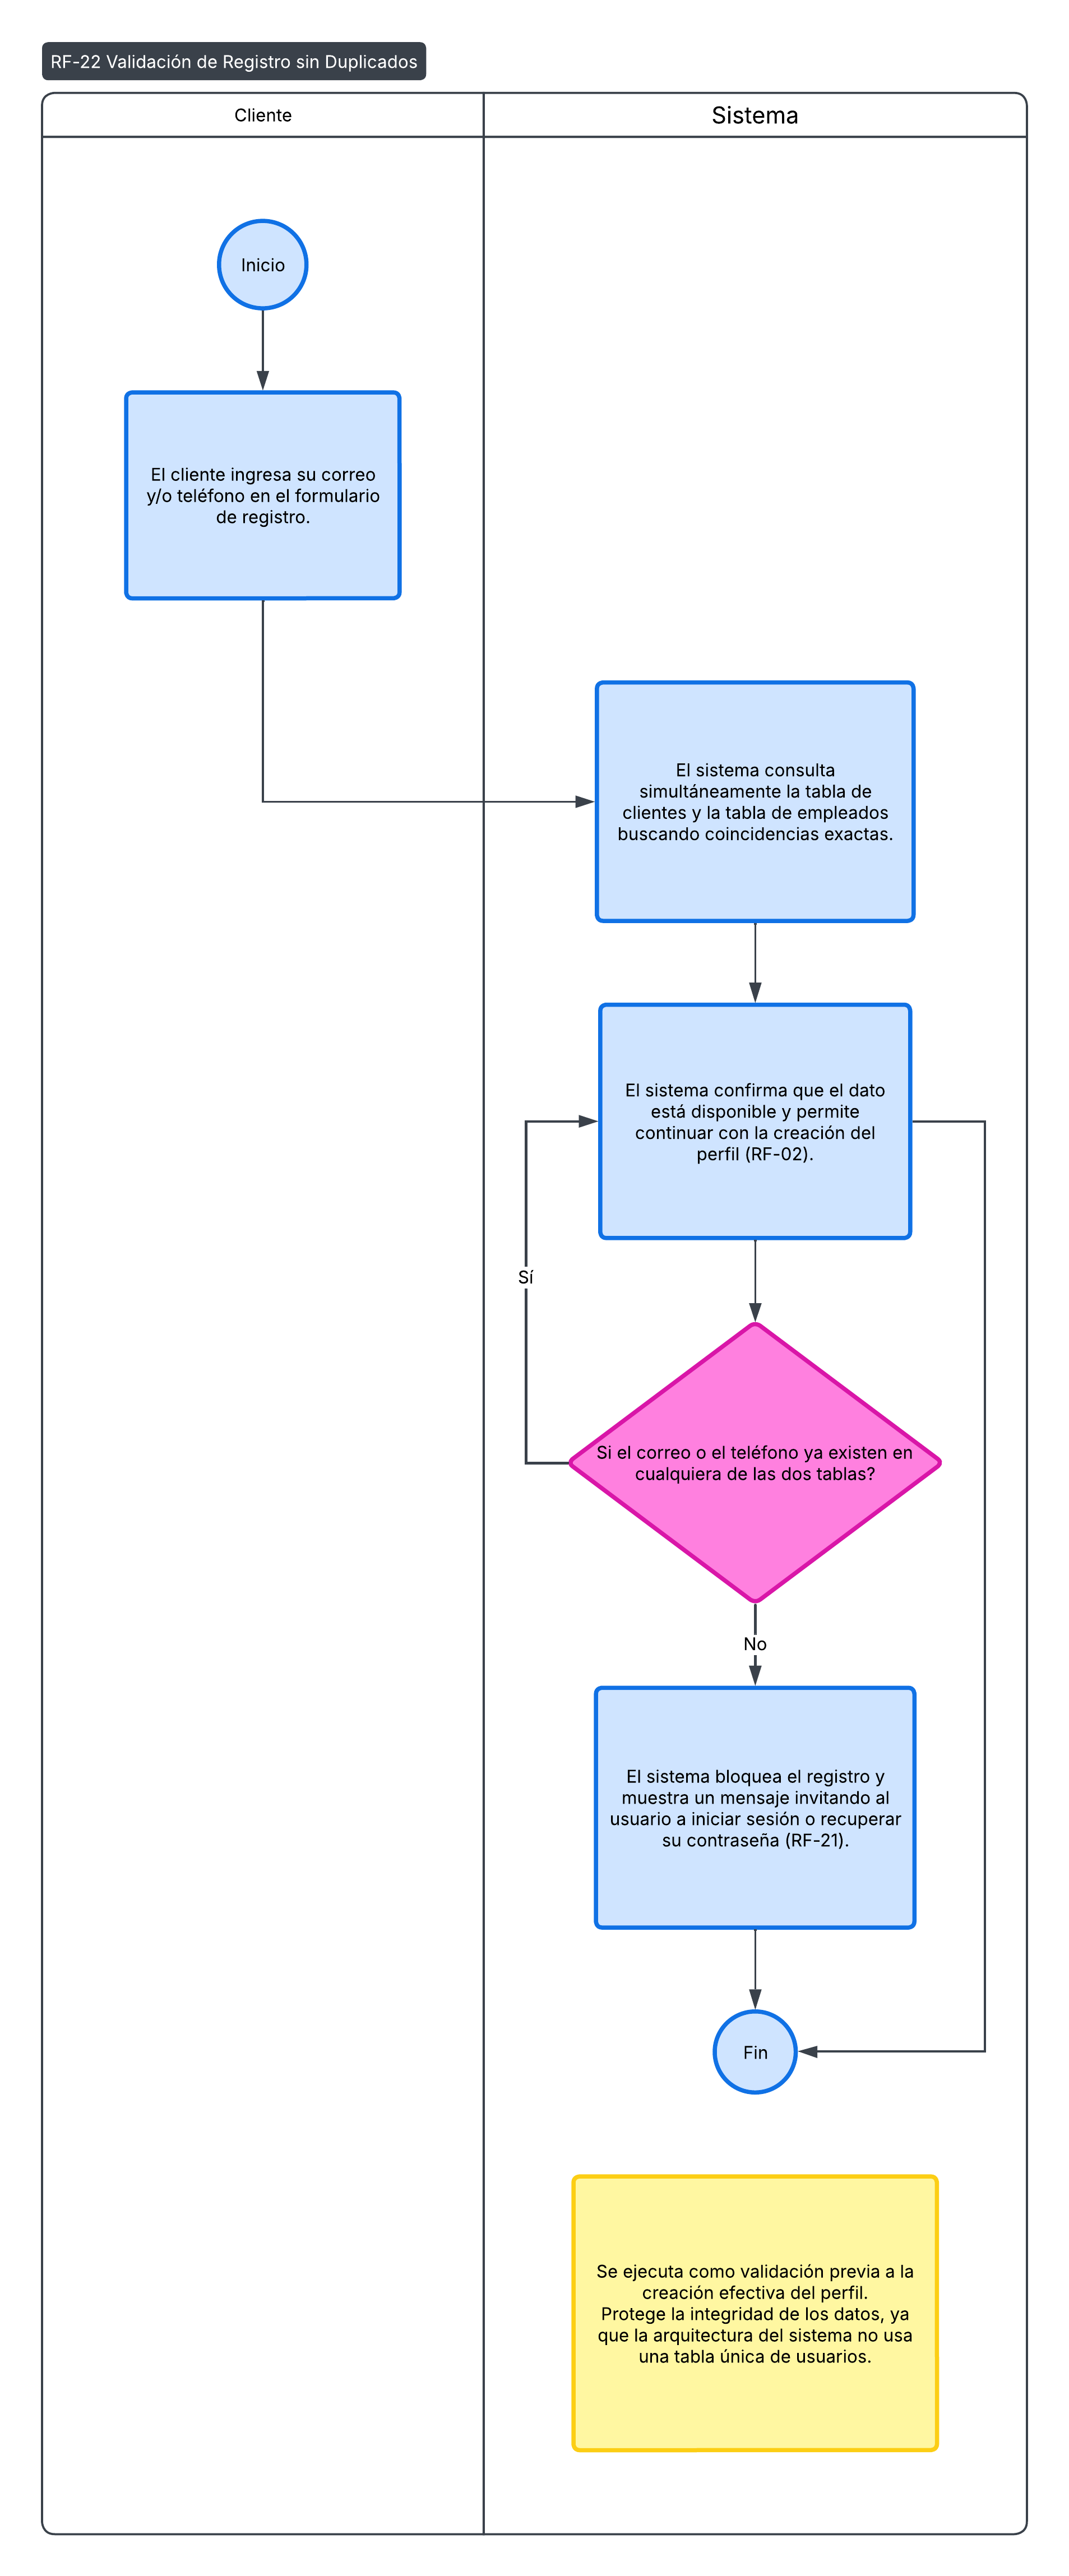 RF-22 Validación de Registro sin Duplicados
Cliente
Sistema
Inicio
El cliente ingresa su correo
y/o teléfono en el formulario
de registro.
El sistema consulta
simultáneamente la tabla de
clientes y la tabla de empleados
buscando coincidencias exactas.
El sistema confirma que el dato
está disponible y permite
continuar con la creación del
perfil (RF-02).
Sí
Si el correo o el teléfono ya existen en
cualquiera de las dos tablas?
No
El sistema bloquea el registro y
muestra un mensaje invitando al
usuario a iniciar sesión o recuperar
su contraseña (RF-21).
Fin
Se ejecuta como validación previa a la
creación efectiva del perfil.
Protege la integridad de los datos, ya
que la arquitectura del sistema no usa
una tabla única de usuarios.